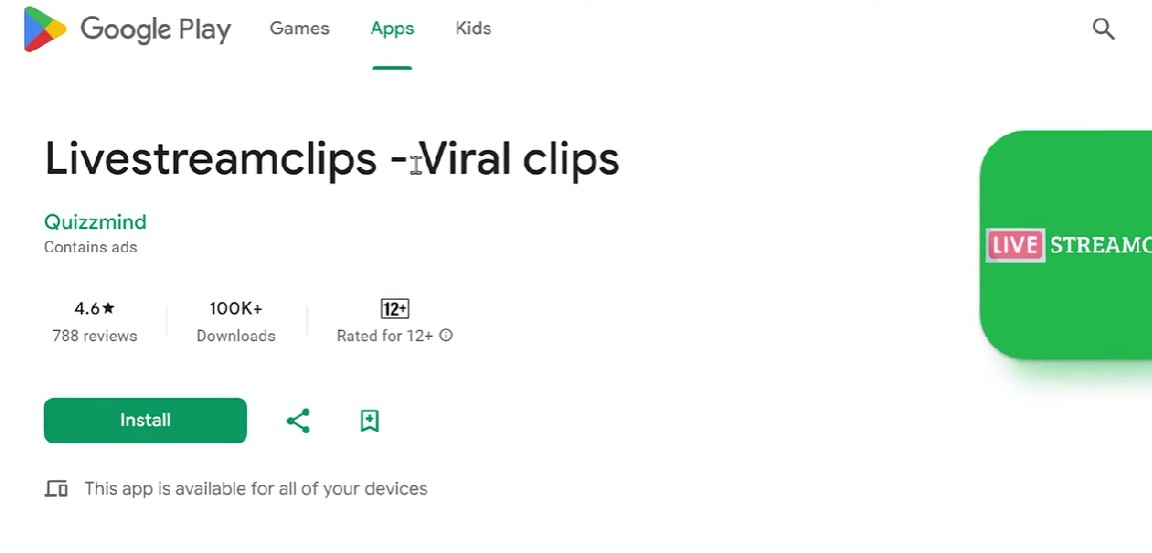 Google Play Games Apps Kids
Livestreamclips - Viral clips
Quizzmind
Contains ads
LIVE STREAMC
4.6★ 100K+ 12+
788 reviews Downloads Rated for 12+
Install
This app is available for all of your devices